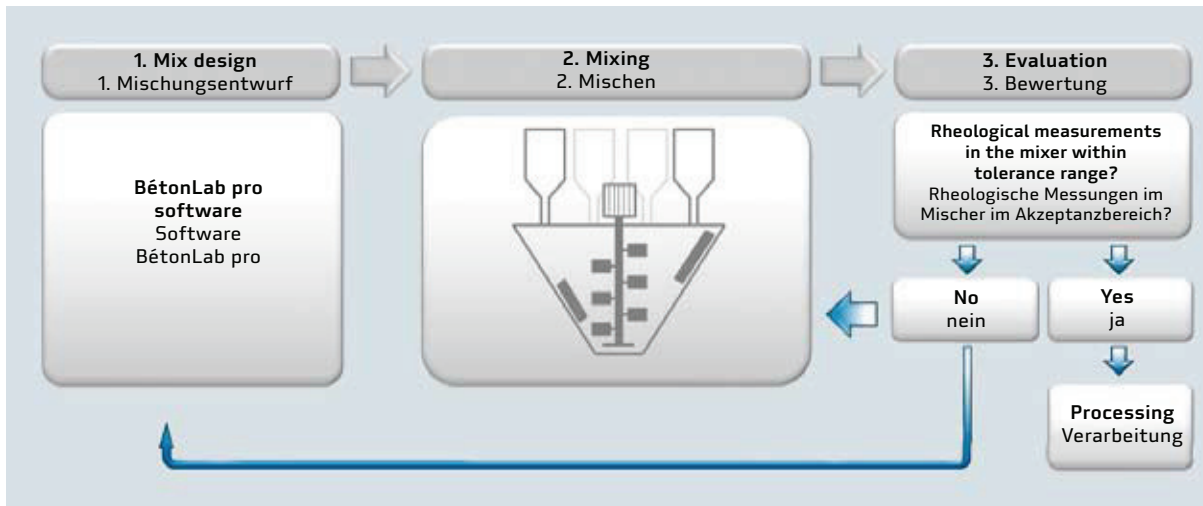 1. Mix design
1. Mischungsentwurf
2. Mixing
2. Mischen
3. Evaluation
3. Bewertung
BétonLab pro
software
Software
BétonLab pro
Rheological measurements
in the mixer within
tolerance range?
Rheologische Messungen im
Mischer im Akzeptanzbereich?
No
nein
Yes
ja
Processing
Verarbeitung